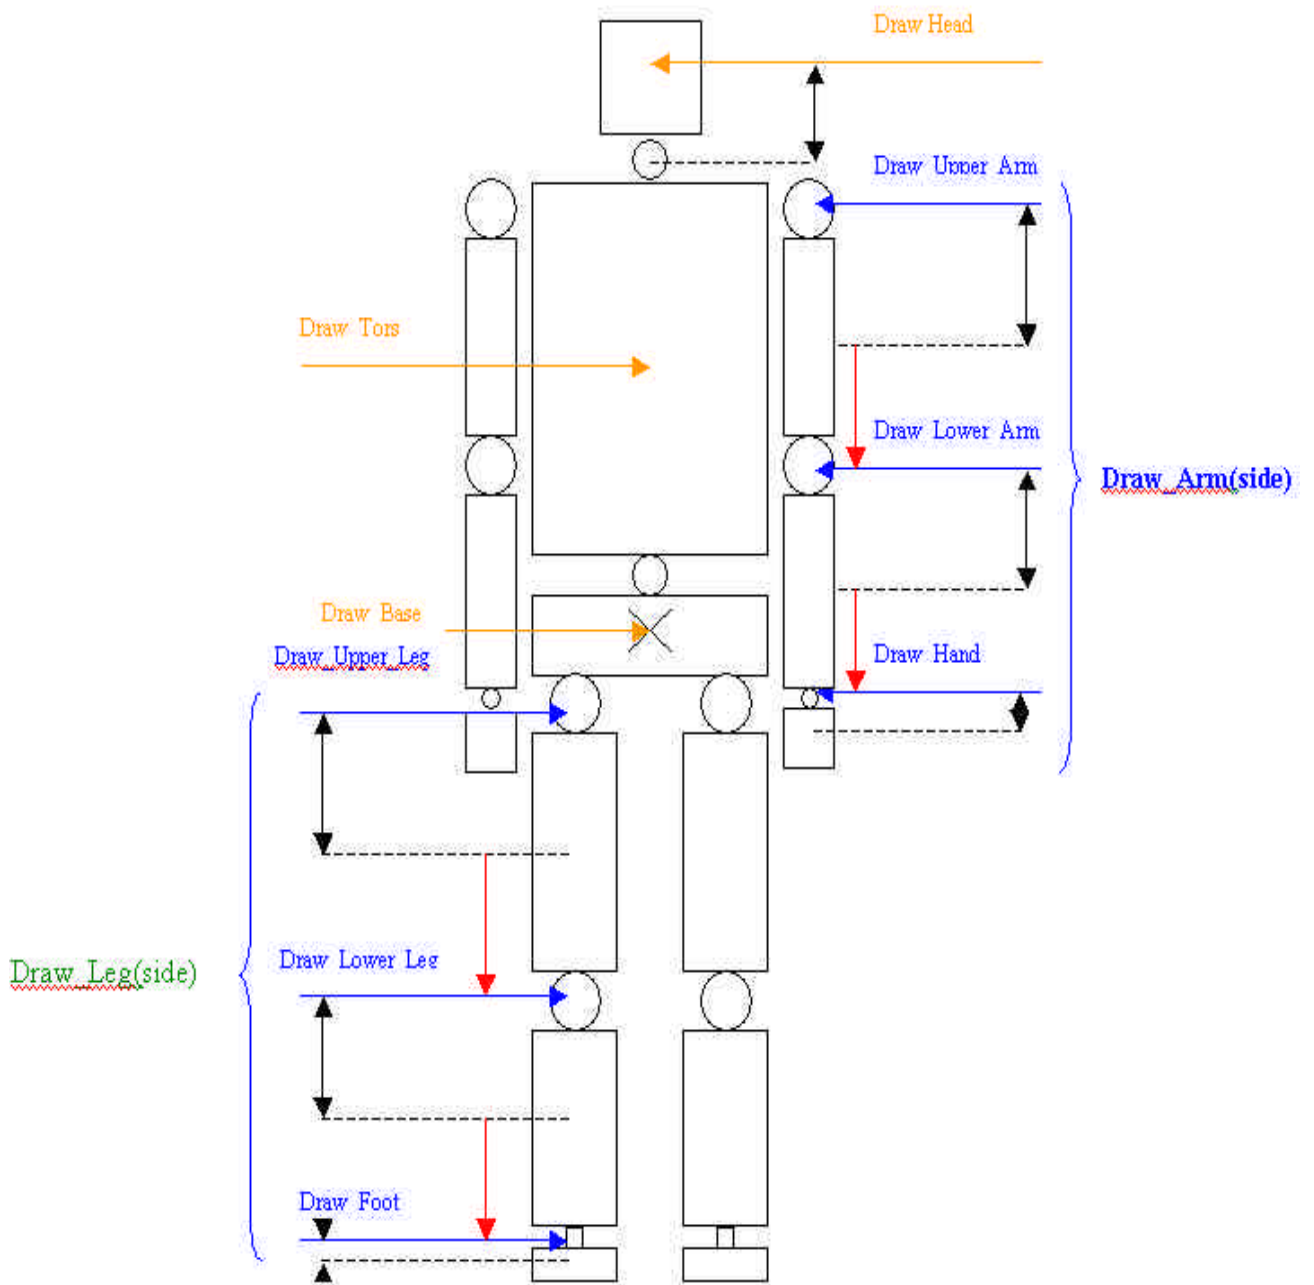 Draw Head
Draw Upper Arm
Draw Tors
Draw Lower Arm
Draw_Arm(side)
Draw Base
Draw_Upper_Leg
Draw Hand
Draw Lower Leg
Draw_Leg(side)
Draw Foot